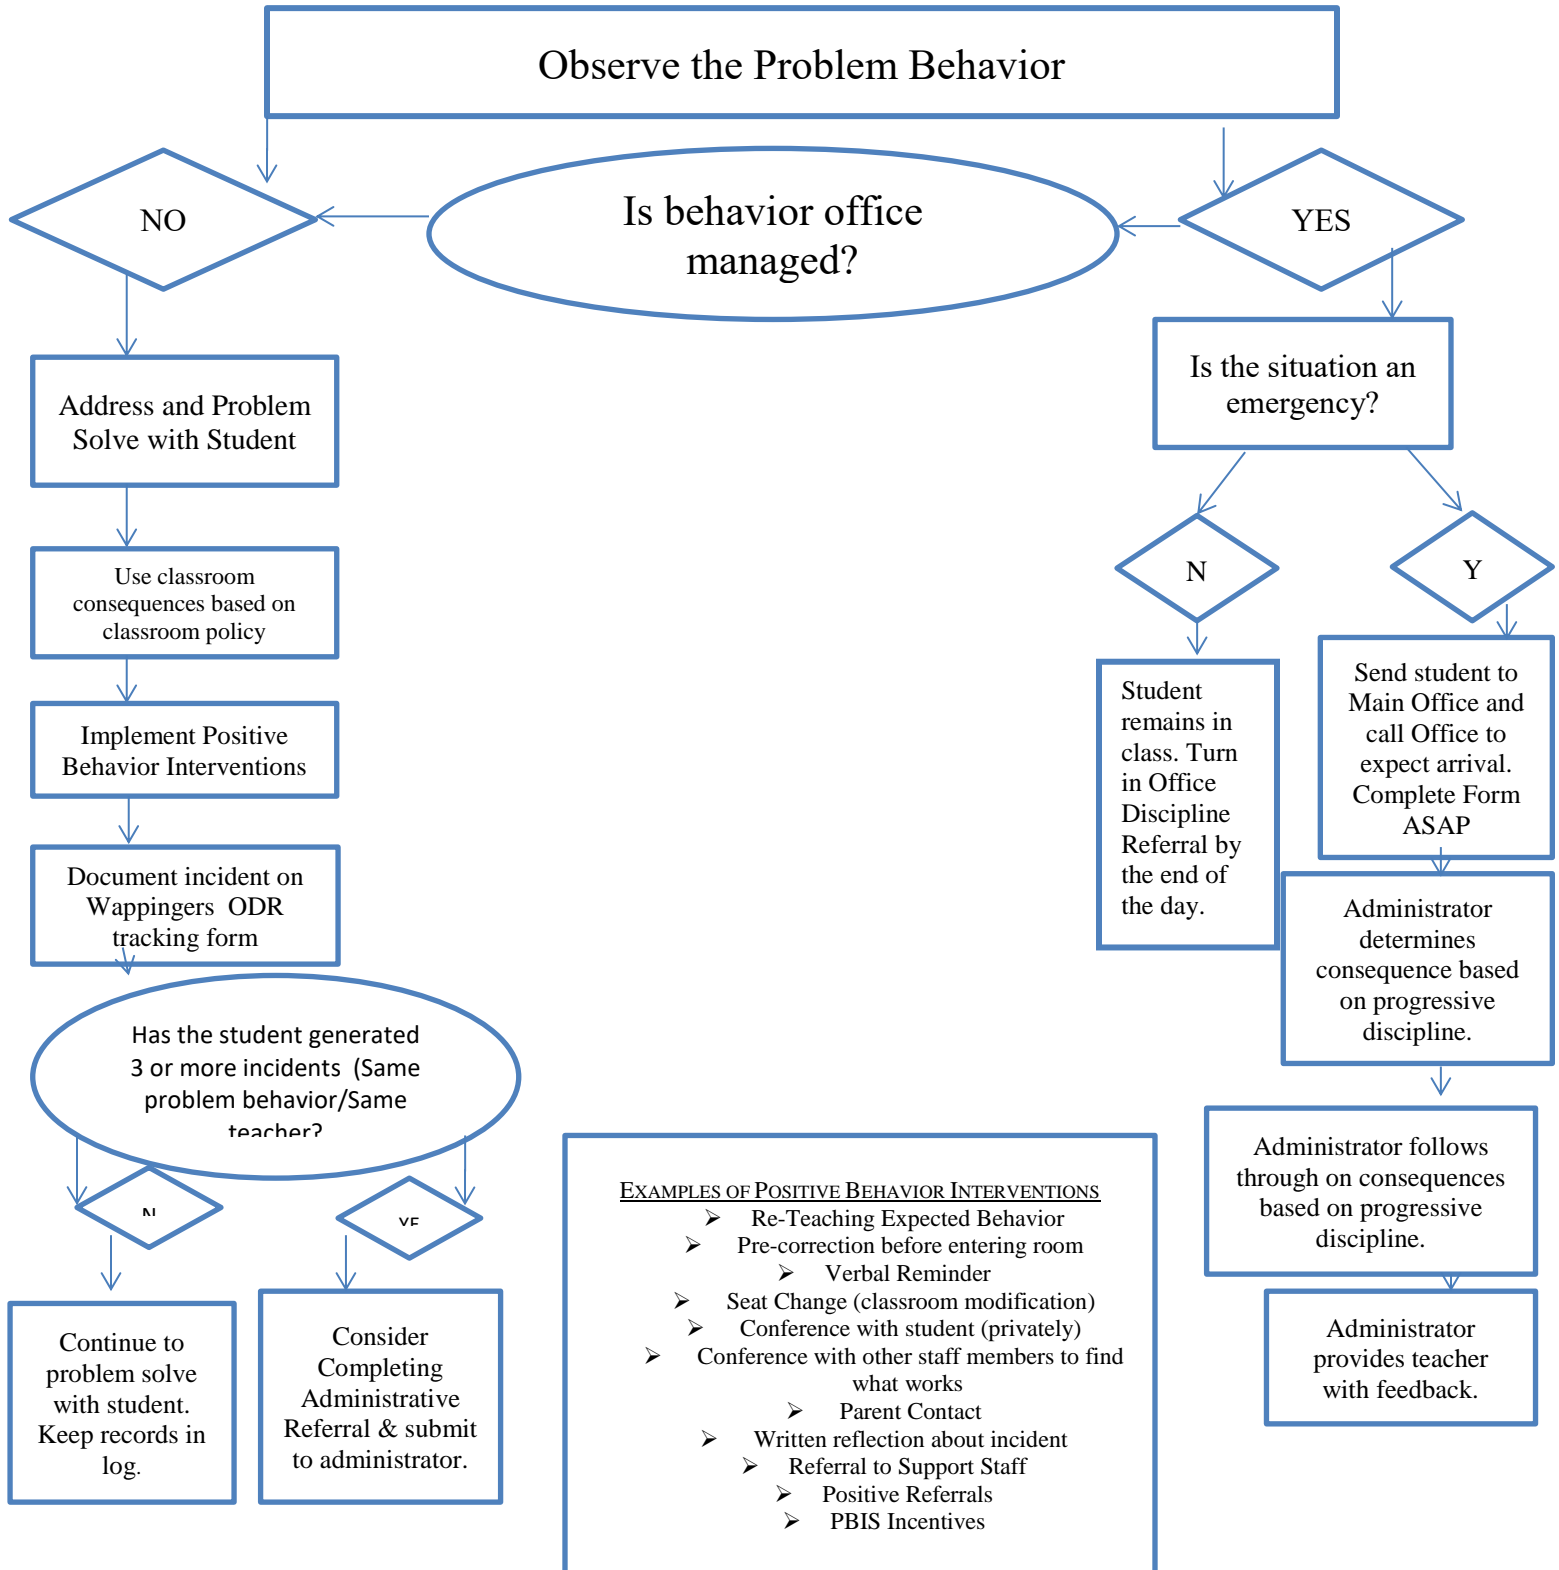 Observe the Problem Behavior
NO
Is behavior office
managed?
YES
Address and Problem
Solve with Student
Use classroom
consequences based on
classroom policy
Implement Positive
Behavior Interventions
Document incident on
Wappingers ODR
tracking form
Has the student generated
3 or more incidents (Same
problem behavior/Same
teacher?
N
YE
Continue to
problem solve
with student.
Keep records in
log.
Consider
Completing
Administrative
Referral & submit
to administrator.
Is the situation an
emergency?
N
Y
Student
remains in
class. Turn
in Office
Discipline
Referral by
the end of
the day.
Send student to
Main Office and
call Office to
expect arrival.
Complete Form
ASAP
Administrator
determines
consequence based
on progressive
discipline.
Administrator follows
through on consequences
based on progressive
discipline.
Administrator
provides teacher
with feedback.
EXAMPLES OF POSITIVE BEHAVIOR INTERVENTIONS
➢ Re-Teaching Expected Behavior
➢ Pre-correction before entering room
➢ Verbal Reminder
➢ Seat Change (classroom modification)
➢ Conference with student (privately)
➢ Conference with other staff members to find
what works
➢ Parent Contact
➢ Written reflection about incident
➢ Referral to Support Staff
➢ Positive Referrals
➢ PBIS Incentives